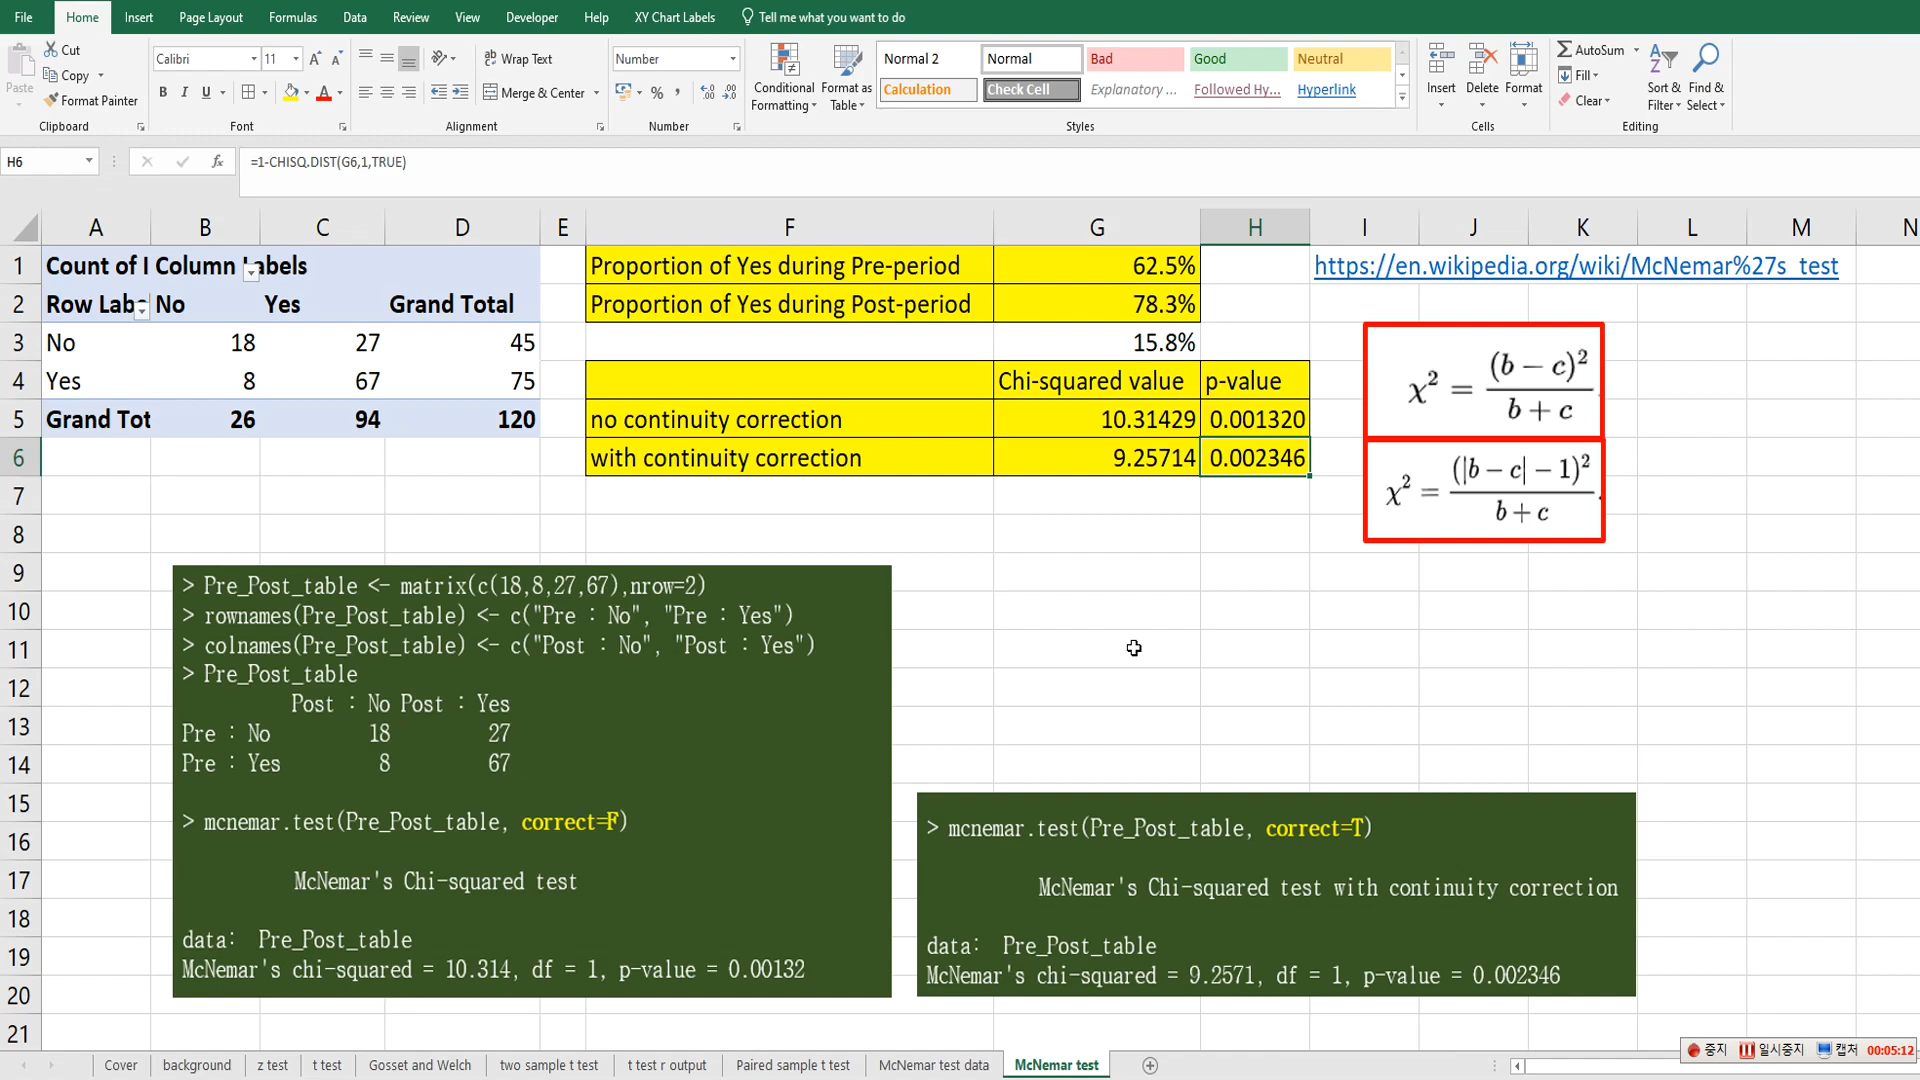 File Home Insert Page Layout Formulas Data Review View Developer Help XY Chart Labels Tell me what you want to do
Paste Cut Copy Format Painter
Calibri 11 B I U
Wrap Text Merge & Center
Number % ,
Conditional Formatting Format as Table
Normal 2 Normal Bad Good Neutral
Calculation Check Cell Explanatory ... Followed Hy... Hyperlink
Insert Delete Format
AutoSum Fill Clear Sort & Filter Find & Select
Clipboard Font Alignment Number Styles Cells Editing
H6 fx =1-CHISQ.DIST(G6,1,TRUE)
A B C D E F G H I J K L M N
1 Count of I Column Labels Proportion of Yes during Pre-period 62.5% https://en.wikipedia.org/wiki/McNemar%27s_test
2 Row Labe No Yes Grand Total Proportion of Yes during Post-period 78.3%
3 No 18 27 45 15.8%
4 Yes 8 67 75 Chi-squared value p-value
5 Grand Tot 26 94 120 no continuity correction 10.31429 0.001320
6 with continuity correction 9.25714 0.002346
χ² = (b − c)² / b + c
χ² = (|b − c| − 1)² / b + c.
7
8
9
10
11
12
13
14
15
16
17
18
19
20
21
> Pre_Post_table <- matrix(c(18,8,27,67),nrow=2)
> rownames(Pre_Post_table) <- c("Pre : No", "Pre : Yes")
> colnames(Pre_Post_table) <- c("Post : No", "Post : Yes")
> Pre_Post_table
Post : No Post : Yes
Pre : No 18 27
Pre : Yes 8 67
> mcnemar.test(Pre_Post_table, correct=F)
McNemar's Chi-squared test
data: Pre_Post_table
McNemar's chi-squared = 10.314, df = 1, p-value = 0.00132
> mcnemar.test(Pre_Post_table, correct=T)
McNemar's Chi-squared test with continuity correction
data: Pre_Post_table
McNemar's chi-squared = 9.2571, df = 1, p-value = 0.002346
중지 일시중지 캡처 00:05:12
Cover background z test t test Gosset and Welch two sample t test t test r output Paired sample t test McNemar test data McNemar test